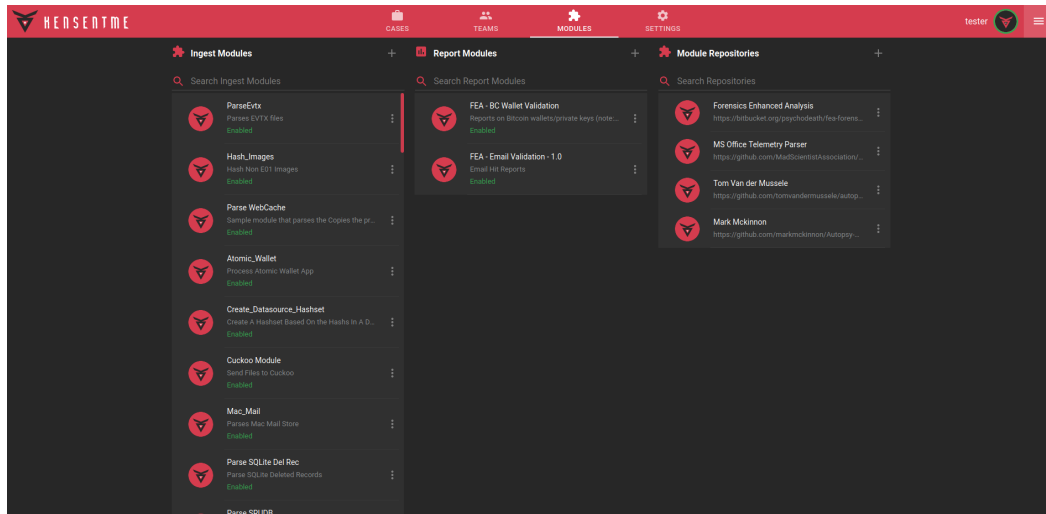 HENSENTME
CASES
TEAMS
MODULES
SETTINGS
tester
Ingest Modules
Search Ingest Modules
ParseEvtx
Parses EVTX files
Enabled
Hash_Images
Hash Non E01 Images
Enabled
Parse WebCache
Sample module that parses the Copies the pr...
Enabled
Atomic_Wallet
Process Atomic Wallet App
Enabled
Create_Datasource_Hashset
Create A Hashset Based On the Hashs In A D...
Enabled
Cuckoo Module
Send Files to Cuckoo
Enabled
Mac_Mail
Parses Mac Mail Store
Enabled
Parse SQLite Del Rec
Parse SQLite Deleted Records
Enabled
Parse SRUDB
Report Modules
Search Report Modules
FEA - BC Wallet Validation
Reports on Bitcom wallets/private keys (note:...
Enabled
FEA - Email Validation - 1.0
Email Hit Reports
Enabled
Module Repositories
Search Repositories
Forensics Enhanced Analysis
https://bitbucket.org/psychodeath/fea-forens...
MS Office Telemetry Parser
https://github.com/MadScientistAssociation/...
Tom Van der Mussele
https://github.com/tomvandermussele/autop...
Mark Mckinnon
https://github.com/markmckinnon/Autopsy-...